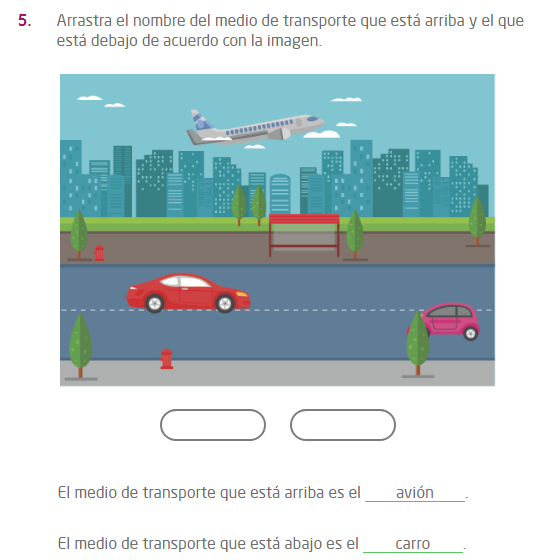 5. Arrastra el nombre del medio de transporte que está arriba y el que
está debajo de acuerdo con la imagen.
El medio de transporte que está arriba es el avión.
El medio de transporte que está abajo es el carro.